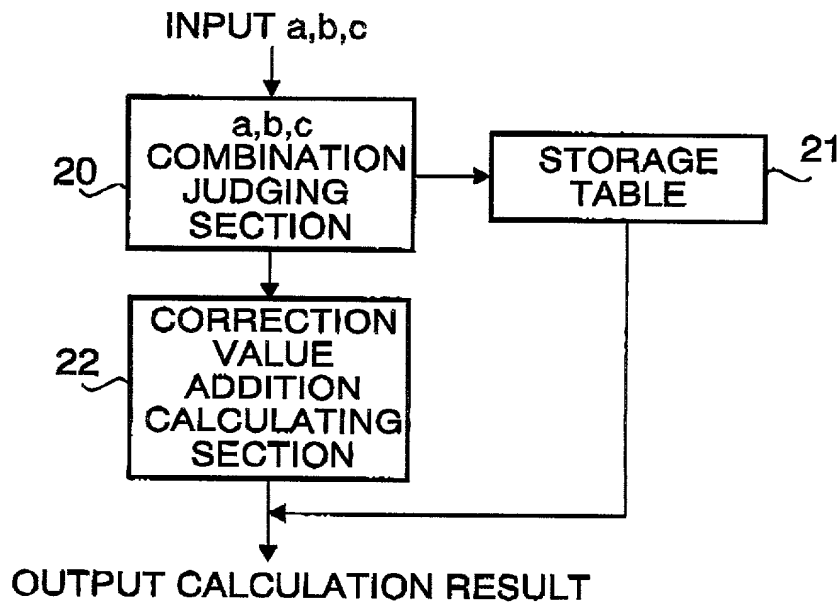 INPUT a,b,c
20
a,b,c
COMBINATION
JUDGING
SECTION
STORAGE
TABLE
21
22
CORRECTION
VALUE
ADDITION
CALCULATING
SECTION
OUTPUT CALCULATION RESULT